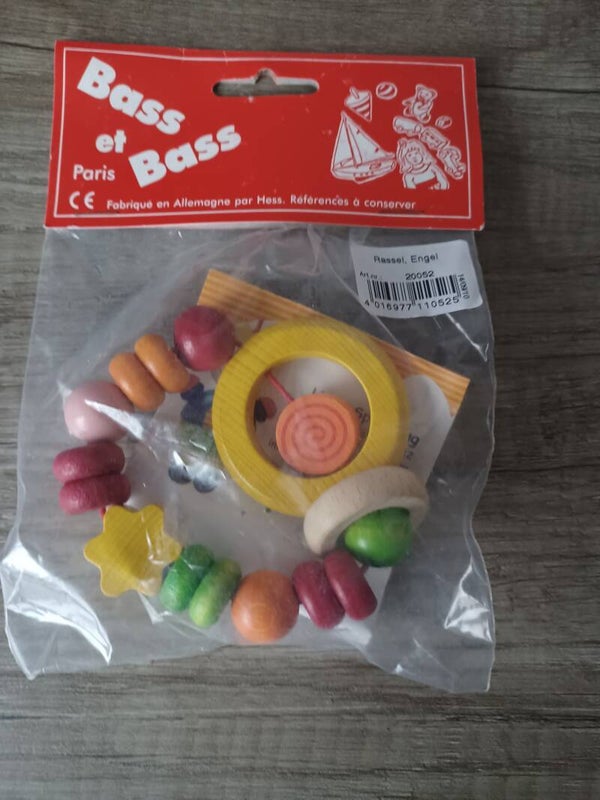 Bass
et
Bass
Paris
CE Fabriqué en Allemagne par Hess. Références à conserver
Rassel, Engel
Art.nr. 20052
4 016977 110525